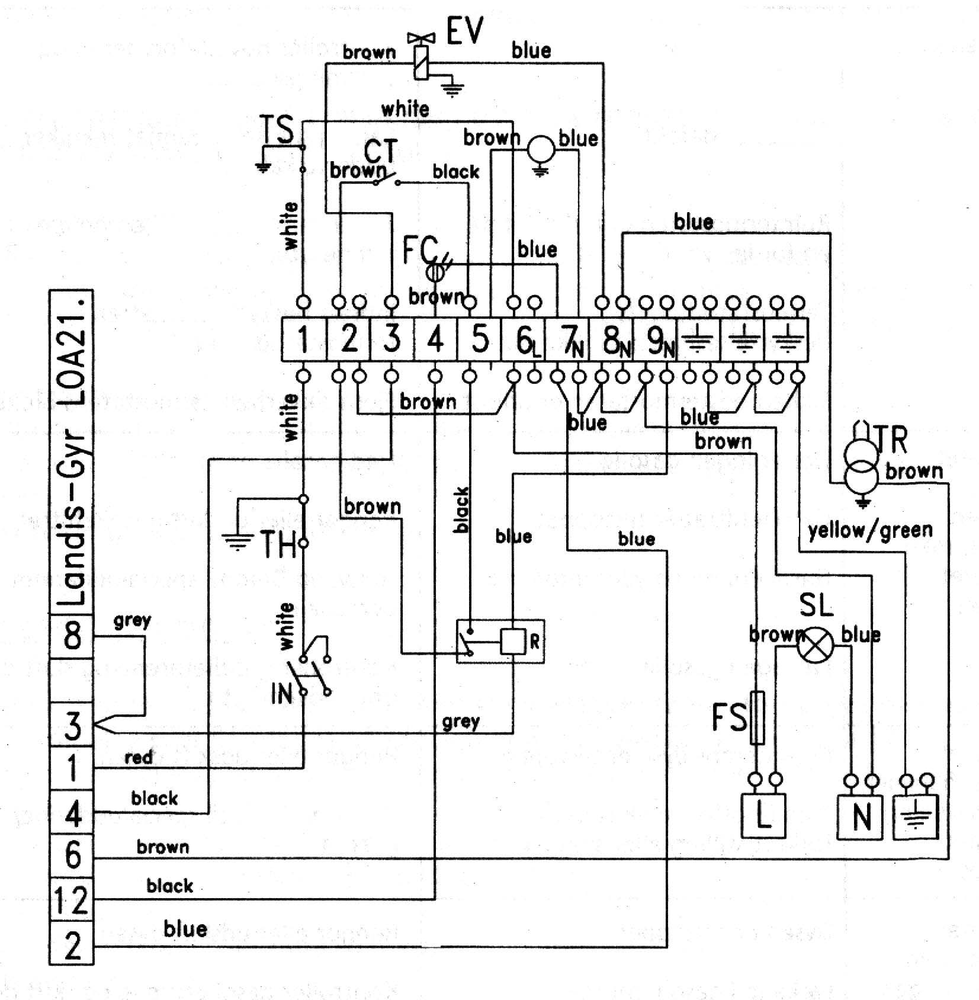 EV
brown
blue
white
TS
brown
blue
CT
brown
black
white
blue
FC
blue
brown
1
2
3
4
5
6L
7N
8N
9N
Landis-Gyr LOA21.
white
brown
blue
blue
brown
TR
brown
black
brown
blue
blue
yellow/green
TH
SL
white
grey
8
brown
blue
R
IN
FS
3
grey
1
red
4
black
L
N
6
brown
12
black
2
blue